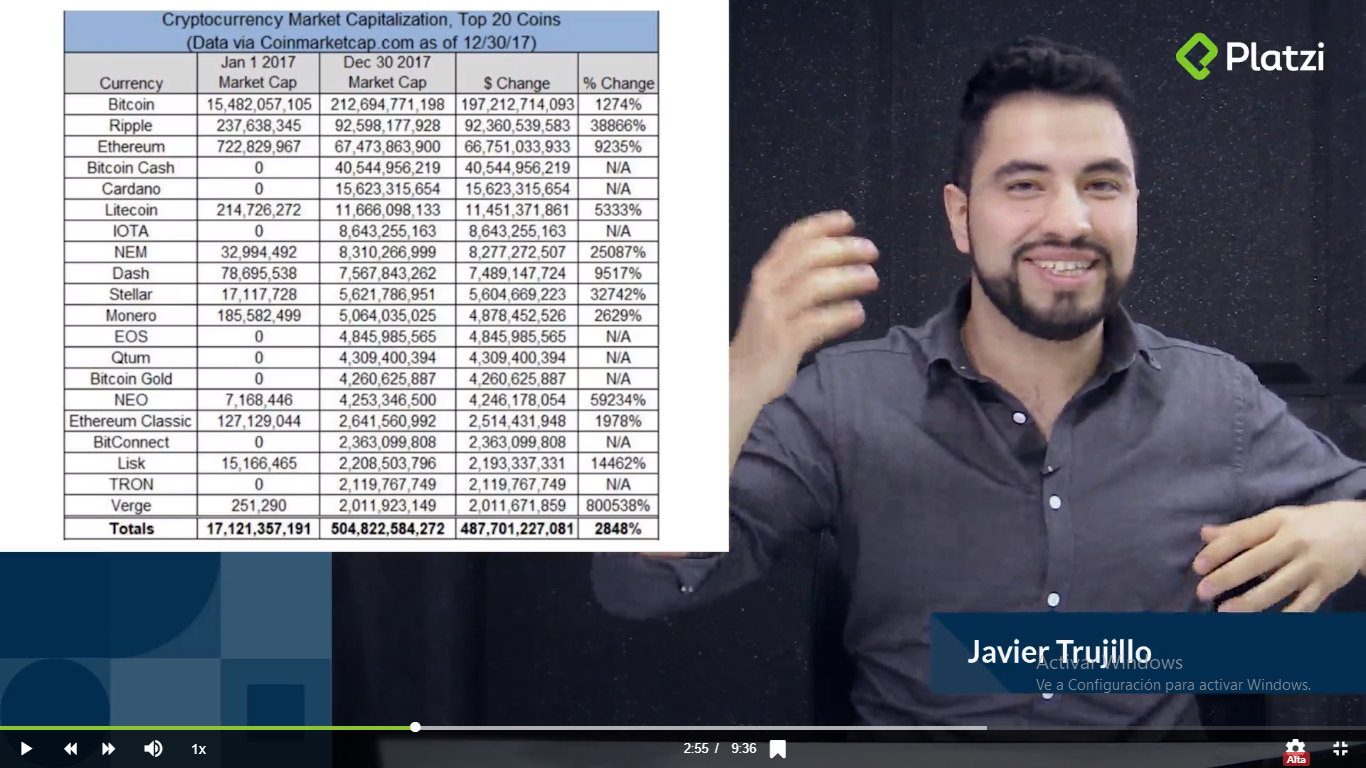 Cryptocurrency Market Capitalization, Top 20 Coins
(Data via Coinmarketcap.com as of 12/30/17)
Currency Jan 1 2017 Market Cap Dec 30 2017 Market Cap $ Change % Change
Bitcoin 15,482,057,105 212,694,771,198 197,212,714,093 1274%
Ripple 237,638,345 92,598,177,928 92,360,539,583 38866%
Ethereum 722,829,967 67,473,863,900 66,751,033,933 9235%
Bitcoin Cash 0 40,544,956,219 40,544,956,219 N/A
Cardano 0 15,623,315,654 15,623,315,654 N/A
Litecoin 214,726,272 11,666,098,133 11,451,371,861 5333%
IOTA 0 8,643,255,163 8,643,255,163 N/A
NEM 32,994,492 8,310,266,999 8,277,272,507 25087%
Dash 78,695,538 7,567,843,262 7,489,147,724 9517%
Stellar 17,117,728 5,621,786,951 5,604,669,223 32742%
Monero 185,582,499 5,064,035,025 4,878,452,526 2629%
EOS 0 4,845,985,565 4,845,985,565 N/A
Qtum 0 4,309,400,394 4,309,400,394 N/A
Bitcoin Gold 0 4,260,625,887 4,260,625,887 N/A
NEO 7,168,446 4,253,346,500 4,246,178,054 59234%
Ethereum Classic 127,129,044 2,641,560,992 2,514,431,948 1978%
BitConnect 0 2,363,099,808 2,363,099,808 N/A
Lisk 15,166,465 2,208,503,796 2,193,337,331 14462%
TRON 0 2,119,767,749 2,119,767,749 N/A
Verge 251,290 2,011,923,149 2,011,671,859 800538%
Totals 17,121,357,191 504,822,584,272 487,701,227,081 2848%
Platzi
Javier Trujillo
Activar Windows
Ve a Configuración para activar Windows.
1x
2:55 / 9:36
Alta